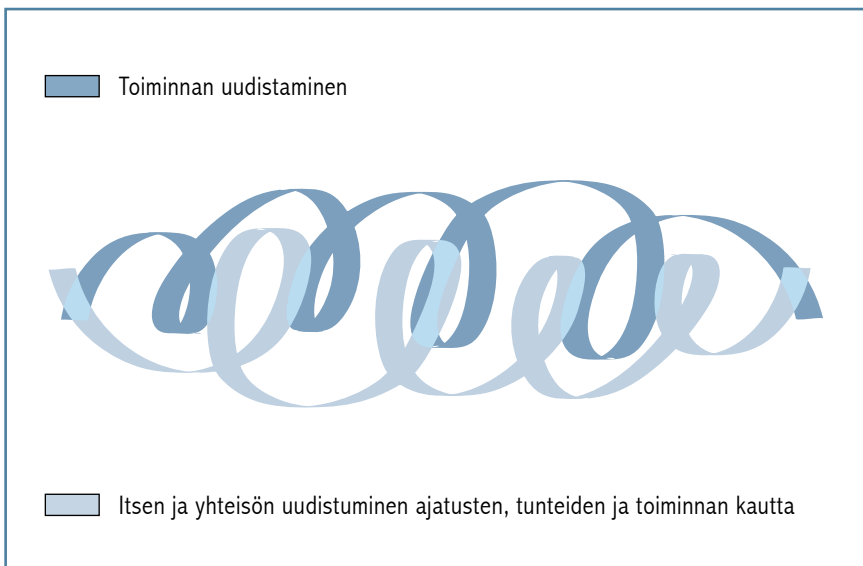 Toiminnan uudistaminen
Itsen ja yhteisön uudistuminen ajatusten, tunteiden ja toiminnan kautta